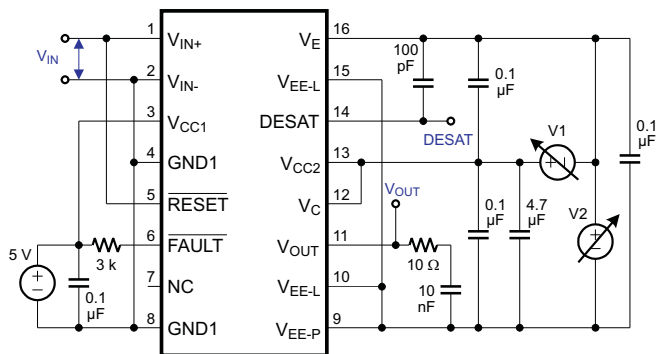 1 V_IN+ V_E 16
V_IN
2 V_IN- V_EE-L 15
100 pF
0.1 µF
3 V_CC1 DESAT 14
DESAT
V1
0.1 µF
4 GND1 V_CC2 13
5 RESET V_C 12
V_OUT
0.1 µF
4.7 µF
V2
6 FAULT V_OUT 11
5 V
3 k
10 Ω
0.1 µF
7 NC V_EE-L 10
10 nF
8 GND1 V_EE-P 9